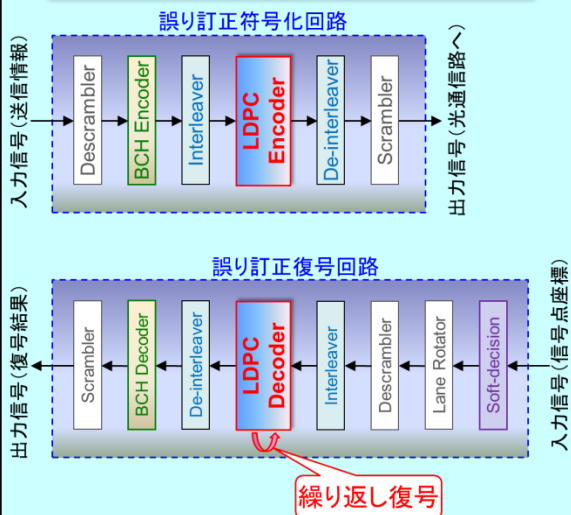 誤り訂正符号化回路
入力信号(送信情報)
Descrambler
BCH Encoder
Interleaver
LDPC
Encoder
De-interleaver
Scrambler
出力信号(光通信路へ)
誤り訂正復号回路
出力信号(復号結果)
Scrambler
BCH Decoder
De-interleaver
LDPC
Decoder
Interleaver
Descrambler
Lane Rotator
Soft-decision
入力信号(信号点座標)
繰り返し復号